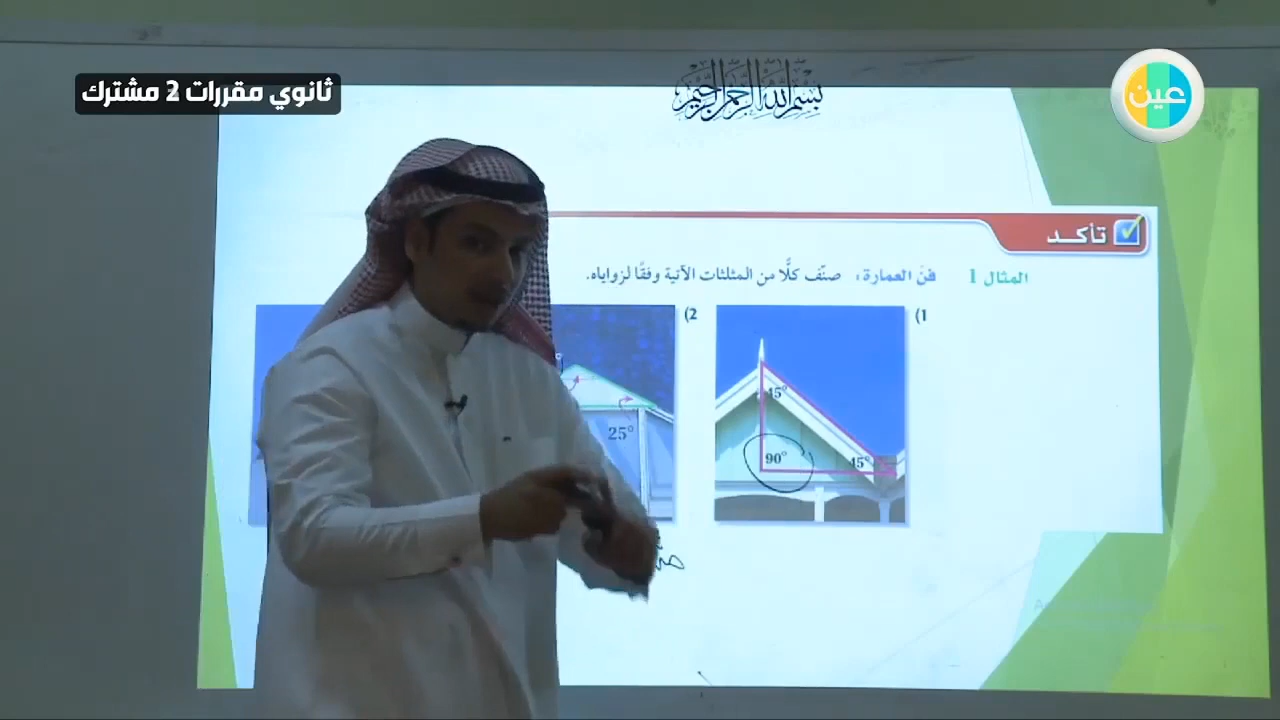 ثانوي مقررات 2 مشترك
عين
بسم الله الرحمن الرحيم
تأكد
المثال 1 فن العمارة: صنّف كلًّا من المثلثات الآتية وفقًا لزواياه.
(1
45°
90°
45°
(2
25°